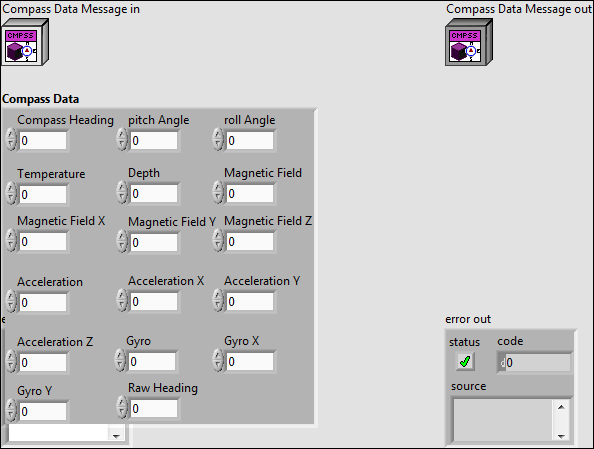 Compass Data Message in Compass Data Message out
CMPSS CMPSS
Compass Data
Compass Heading pitch Angle roll Angle
0 0 0
Temperature Depth Magnetic Field
0 0 0
Magnetic Field X Magnetic Field Y Magnetic Field Z
0 0 0
Acceleration Acceleration X Acceleration Y
0 0 0
error out
Acceleration Z Gyro Gyro X status code
0 0 0 d0
Gyro Y Raw Heading source
0 0